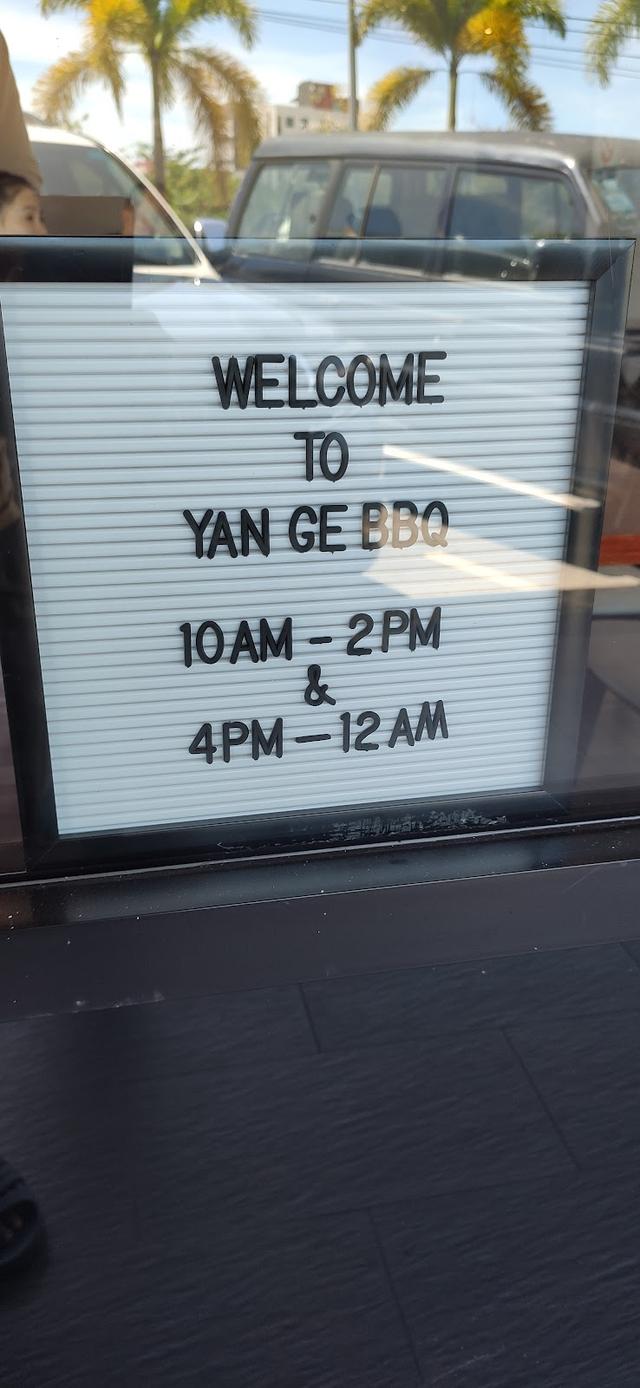 WELCOME
TO
YAN GE BBQ
10AM - 2PM
&
4PM - 12AM